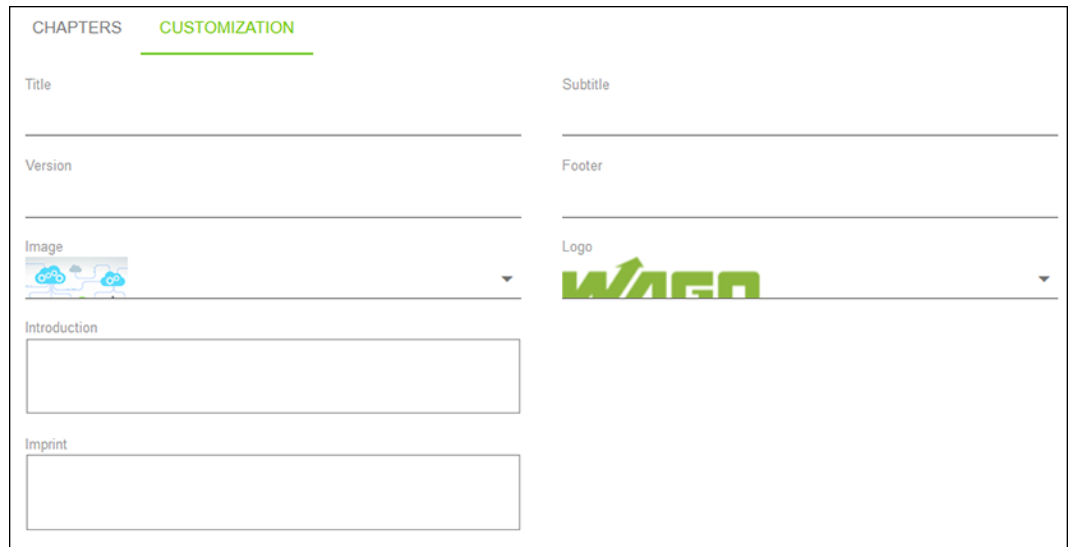 CHAPTERS CUSTOMIZATION
Title Subtitle
Version Footer
Image Logo
WAGO
Introduction
Imprint